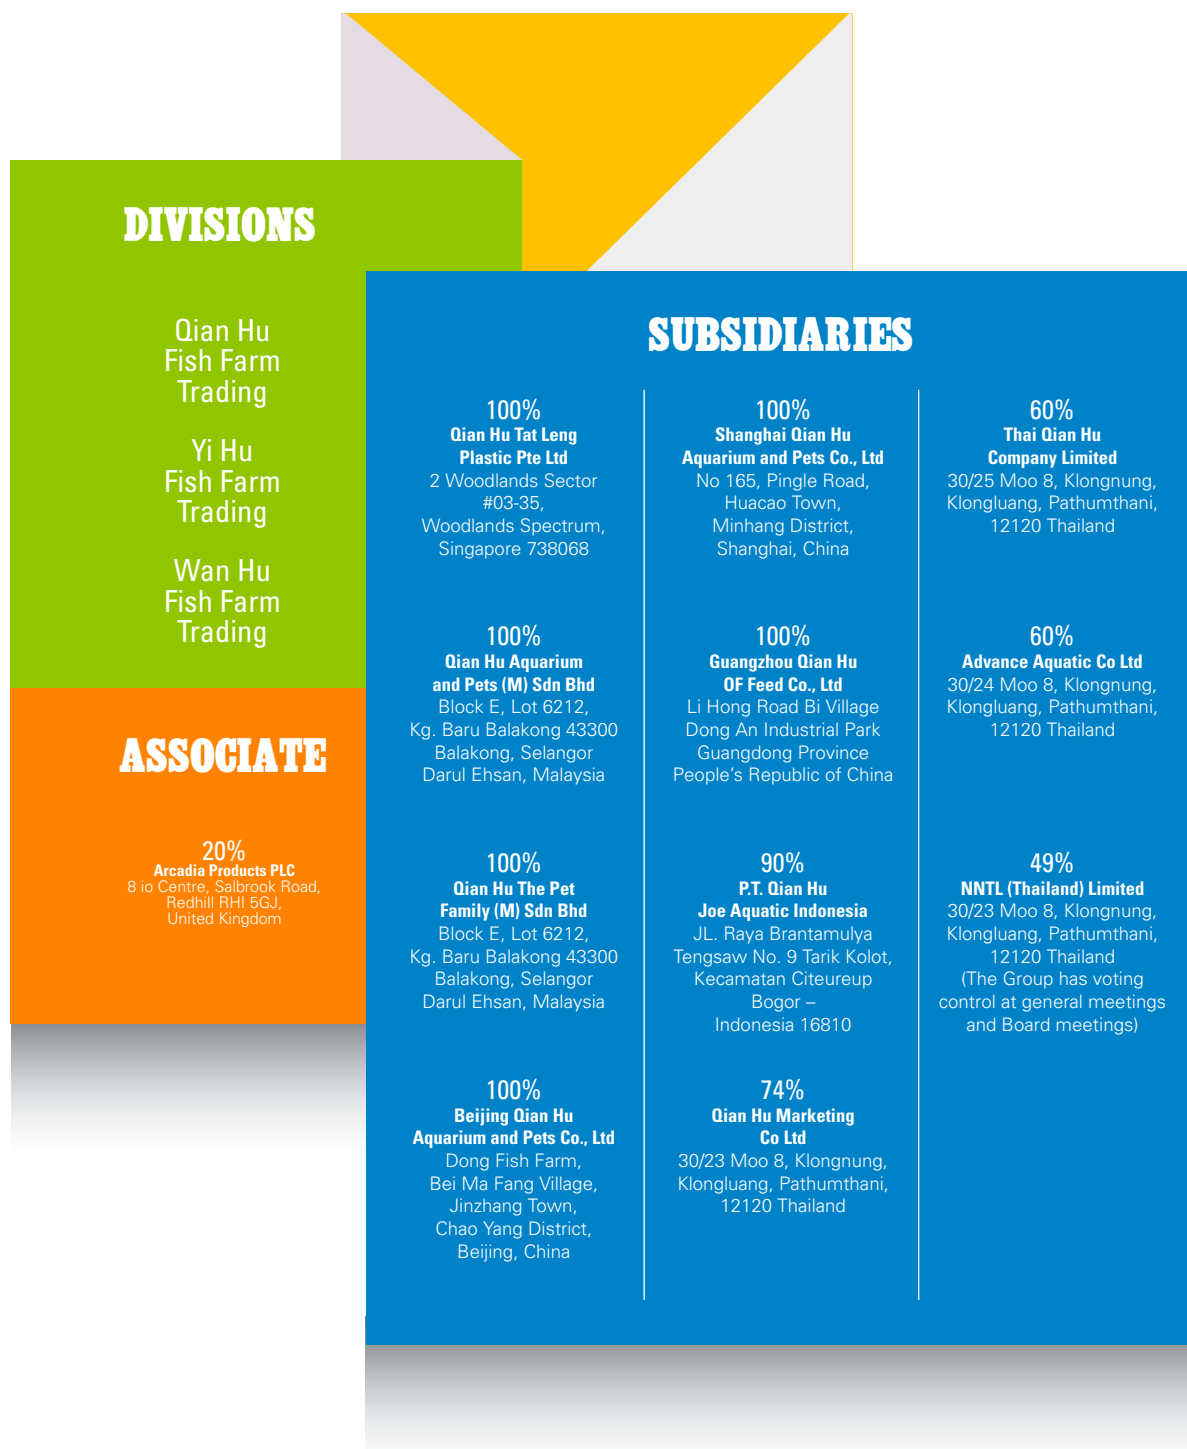 DIVISIONS
Qian Hu
Fish Farm
Trading
Yi Hu
Fish Farm
Trading
Wan Hu
Fish Farm
Trading
ASSOCIATE
20%
Arcadia Products PLC
8 io Centre, Salbrook Road,
Redhill RHI 5GJ,
United Kingdom
SUBSIDIARIES
100%
Qian Hu Tat Leng
Plastic Pte Ltd
2 Woodlands Sector
#03-35,
Woodlands Spectrum,
Singapore 738068
100%
Qian Hu Aquarium
and Pets (M) Sdn Bhd
Block E, Lot 6212,
Kg. Baru Balakong 43300
Balakong, Selangor
Darul Ehsan, Malaysia
100%
Qian Hu The Pet
Family (M) Sdn Bhd
Block E, Lot 6212,
Kg. Baru Balakong 43300
Balakong, Selangor
Darul Ehsan, Malaysia
100%
Beijing Qian Hu
Aquarium and Pets Co., Ltd
Dong Fish Farm,
Bei Ma Fang Village,
Jinzhang Town,
Chao Yang District,
Beijing, China
100%
Shanghai Qian Hu
Aquarium and Pets Co., Ltd
No 165, Pingle Road,
Huacao Town,
Minhang District,
Shanghai, China
100%
Guangzhou Qian Hu
OF Feed Co., Ltd
Li Hong Road Bi Village
Dong An Industrial Park
Guangdong Province
People's Republic of China
90%
P.T. Qian Hu
Joe Aquatic Indonesia
JL. Raya Brantamulya
Tengsaw No. 9 Tarik Kolot,
Kecamatan Citeureup
Bogor –
Indonesia 16810
74%
Qian Hu Marketing
Co Ltd
30/23 Moo 8, Klongnung,
Klongluang, Pathumthani,
12120 Thailand
60%
Thai Qian Hu
Company Limited
30/25 Moo 8, Klongnung,
Klongluang, Pathumthani,
12120 Thailand
60%
Advance Aquatic Co Ltd
30/24 Moo 8, Klongnung,
Klongluang, Pathumthani,
12120 Thailand
49%
NNTL (Thailand) Limited
30/23 Moo 8, Klongnung,
Klongluang, Pathumthani,
12120 Thailand
(The Group has voting
control at general meetings
and Board meetings)